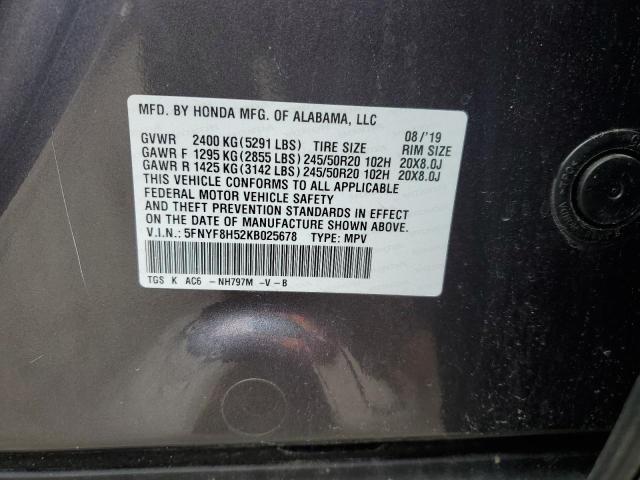 MFD. BY HONDA MFG. OF ALABAMA, LLC 08/'19
GVWR 2400 KG (5291 LBS) TIRE SIZE RIM SIZE
GAWR F 1295 KG (2855 LBS) 245/50R20 102H 20X8.0J
GAWR R 1425 KG (3142 LBS) 245/50R20 102H 20X8.0J
THIS VEHICLE CONFORMS TO ALL APPLICABLE
FEDERAL MOTOR VEHICLE SAFETY
AND THEFT PREVENTION STANDARDS IN EFFECT
ON THE DATE OF MANUFACTURE SHOWN ABOVE.
V.I.N.: 5FNYF8H52KB025678 TYPE: MPV
TGS K AC6 -NH797M -V-B